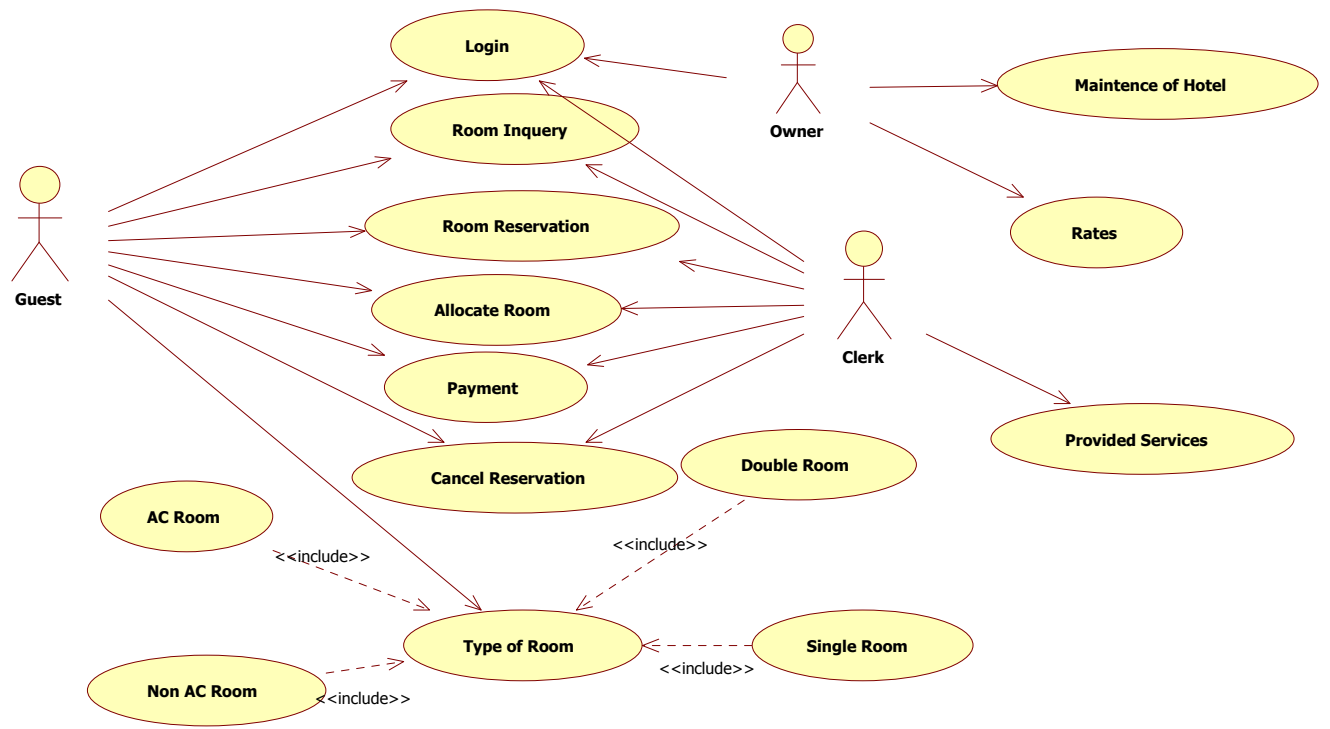 Login
Owner
Maintence of Hotel
Room Inquery
Guest
Room Reservation
Rates
Allocate Room
Clerk
Payment
Provided Services
Cancel Reservation
Double Room
AC Room
<<include>>
<<include>>
Type of Room
Single Room
<<include>>
Non AC Room
<<include>>